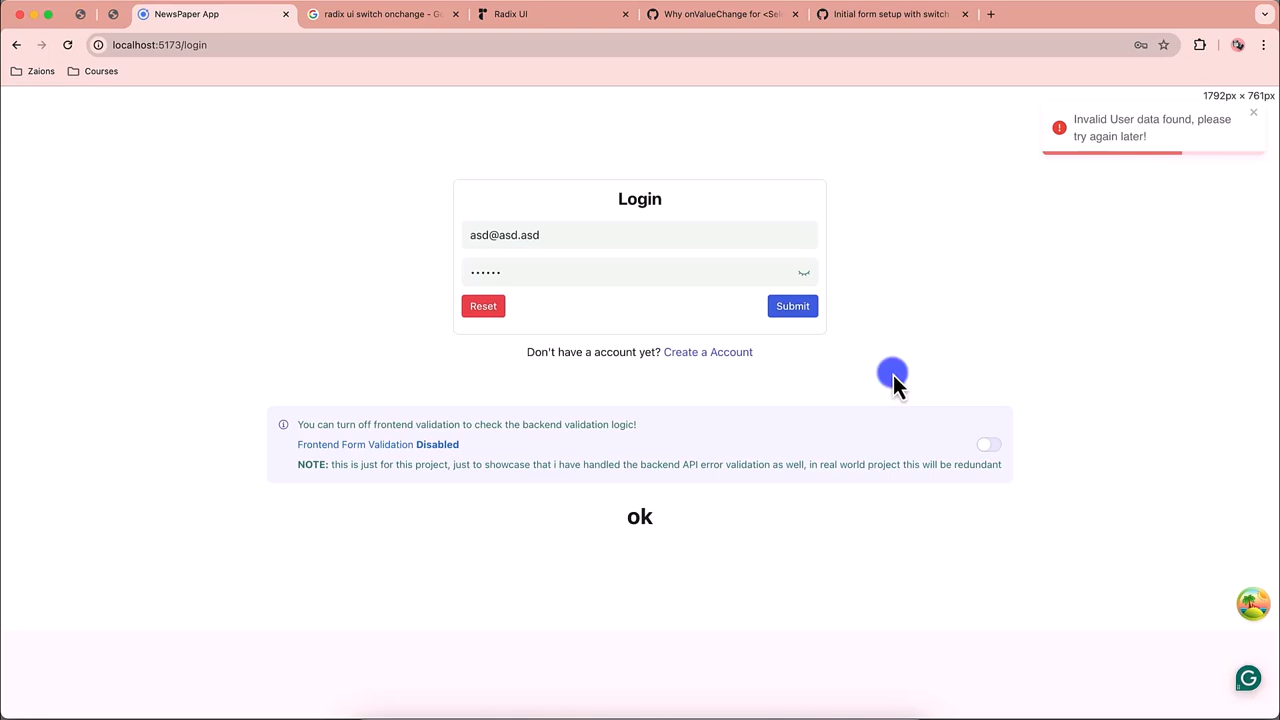 NewsPaper App
radix ui switch onchange - G
Radix UI
Why onValueChange for <Sel
Initial form setup with switch
localhost:5173/login
Zaions
Courses
1792px × 761px
Invalid User data found, please
try again later!
Login
asd@asd.asd
••••••
Reset
Submit
Don't have a account yet? Create a Account
You can turn off frontend validation to check the backend validation logic!
Frontend Form Validation Disabled
NOTE: this is just for this project, just to showcase that i have handled the backend API error validation as well, in real world project this will be redundant
ok